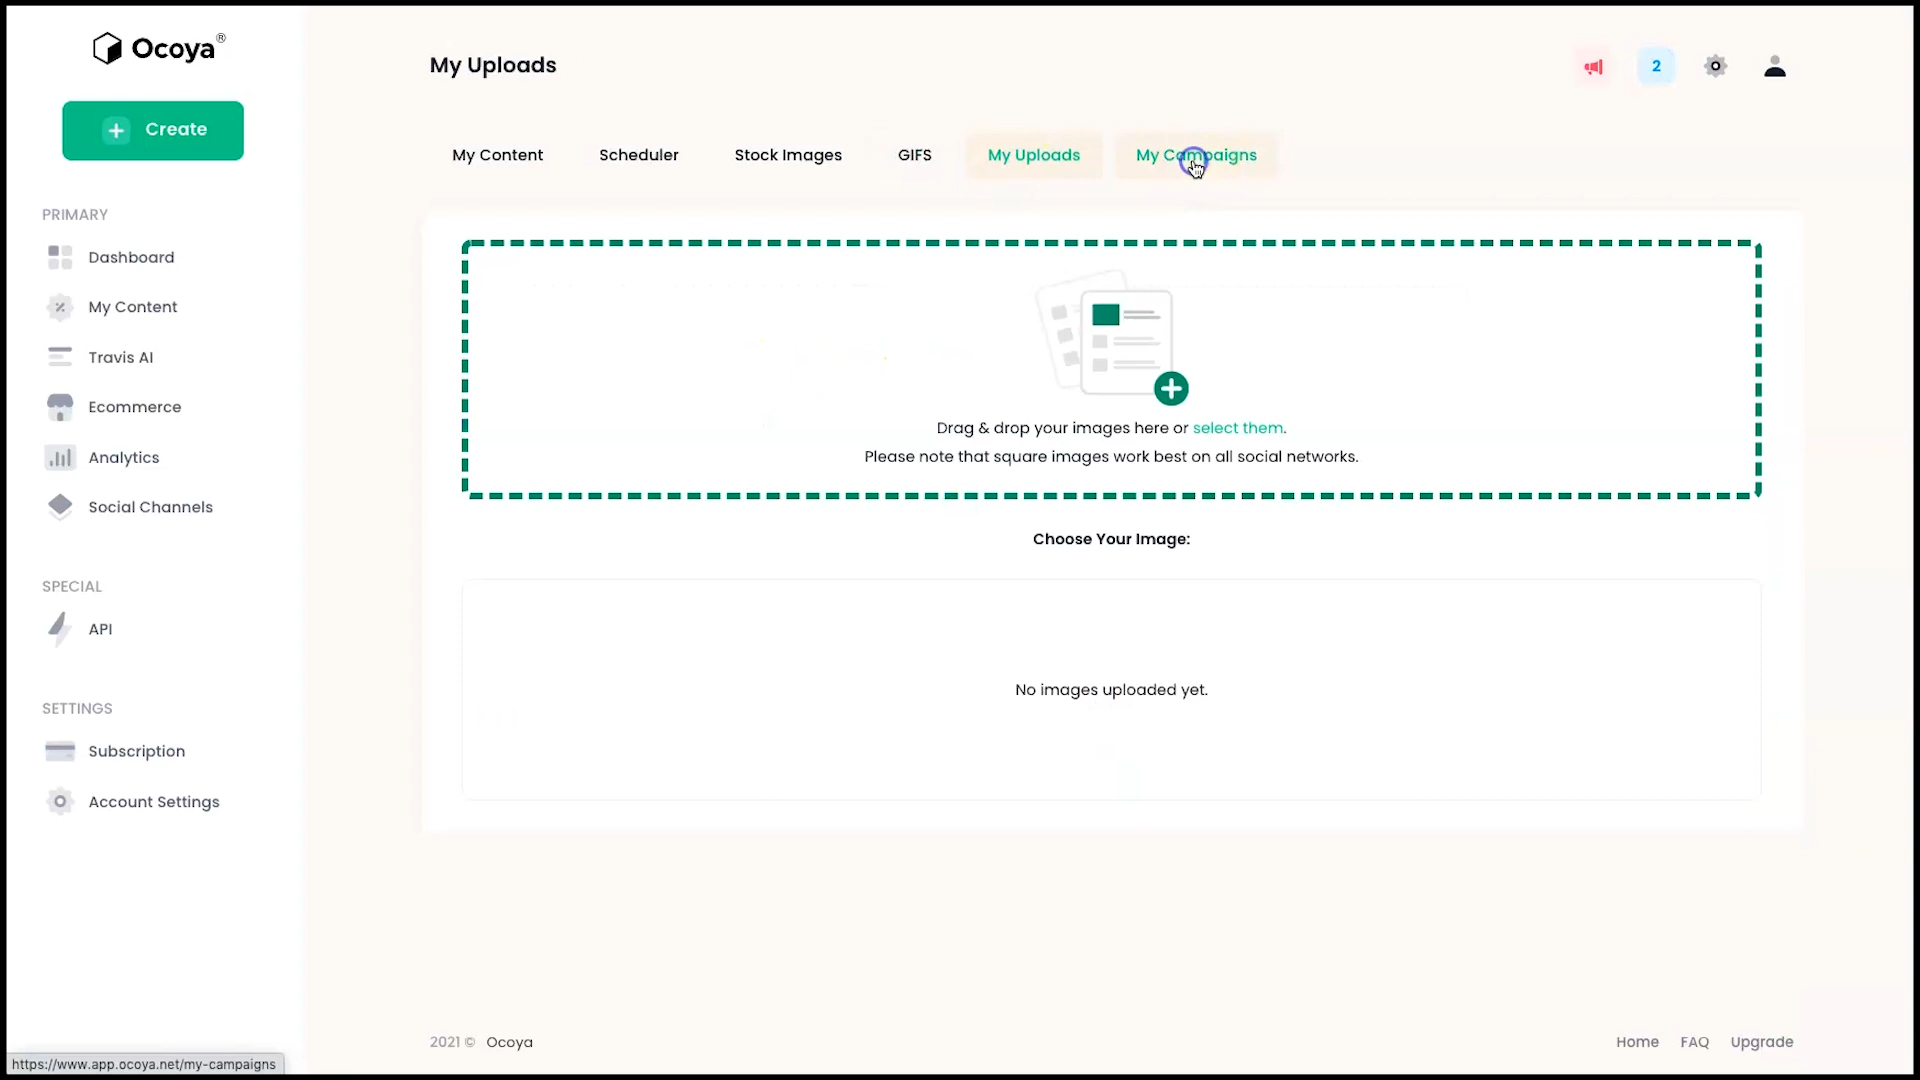 Ocoya®
Create
PRIMARY
Dashboard
My Content
Travis AI
Ecommerce
Analytics
Social Channels
SPECIAL
API
SETTINGS
Subscription
Account Settings
My Uploads
2
My Content
Scheduler
Stock Images
GIFS
My Uploads
My Campaigns
Drag & drop your images here or select them.
Please note that square images work best on all social networks.
Choose Your Image:
No images uploaded yet.
2021 © Ocoya
Home
FAQ
Upgrade
https://www.app.ocoya.net/my-campaigns